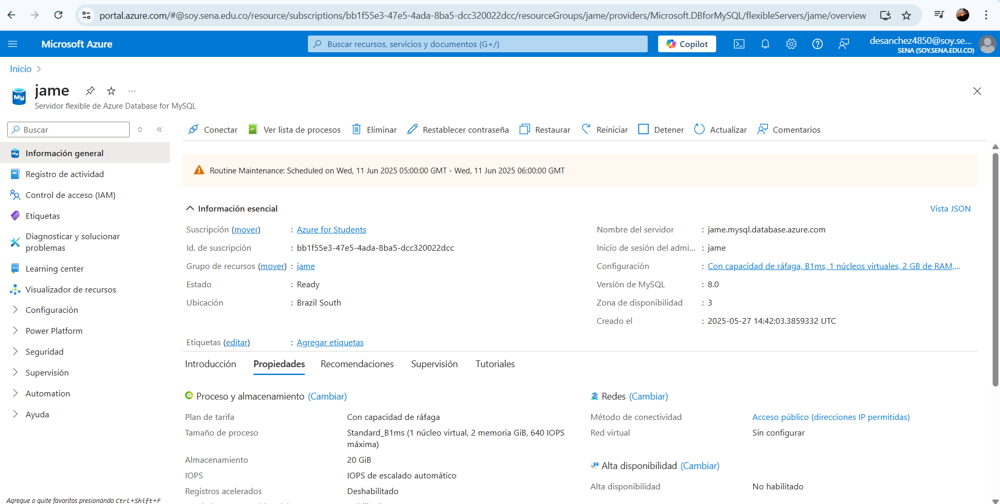 portal.azure.com/#@soy.sena.edu.co/resource/subscriptions/bb1f55e3-47e5-4ada-8ba5-dcc320022dcc/resourceGroups/jame/providers/Microsoft.DBforMySQL/flexibleServers/jame/overview
Microsoft Azure
Buscar recursos, servicios y documentos (G+/)
Copilot
desanchez4850@soy.se...
SENA (SOY.SENA.EDU.CO)
Inicio
My
jame
Servidor flexible de Azure Database for MySQL
Buscar
Conectar
Ver lista de procesos
Eliminar
Restablecer contraseña
Restaurar
Reiniciar
Detener
Actualizar
Comentarios
Información general
Registro de actividad
Control de acceso (IAM)
Etiquetas
Diagnosticar y solucionar
problemas
Learning center
Visualizador de recursos
Configuración
Power Platform
Seguridad
Supervisión
Automation
Ayuda
Agregue o quite favoritos presionando Ctrl+Shift+F
Routine Maintenance: Scheduled on Wed, 11 Jun 2025 05:00:00 GMT - Wed, 11 Jun 2025 06:00:00 GMT
Información esencial
Vista JSON
Suscripción (mover) : Azure for Students
Id. de suscripción : bb1f55e3-47e5-4ada-8ba5-dcc320022dcc
Grupo de recursos (mover) : jame
Estado : Ready
Ubicación : Brazil South
Nombre del servidor : jame.mysql.database.azure.com
Inicio de sesión del admi... : jame
Configuración : Con capacidad de ráfaga, B1ms, 1 núcleos virtuales, 2 GB de RAM,...
Versión de MySQL : 8.0
Zona de disponibilidad : 3
Creado el : 2025-05-27 14:42:03.3859332 UTC
Etiquetas (editar) : Agregar etiquetas
Introducción
Propiedades
Recomendaciones
Supervisión
Tutoriales
Proceso y almacenamiento (Cambiar)
Plan de tarifa Con capacidad de ráfaga
Tamaño de proceso Standard_B1ms (1 núcleo virtual, 2 memoria GiB, 640 IOPS
máxima)
Almacenamiento 20 GiB
IOPS IOPS de escalado automático
Registros acelerados Deshabilitado
Redes (Cambiar)
Método de conectividad Acceso público (direcciones IP permitidas)
Red virtual Sin configurar
Alta disponibilidad (Cambiar)
Alta disponibilidad No habilitado